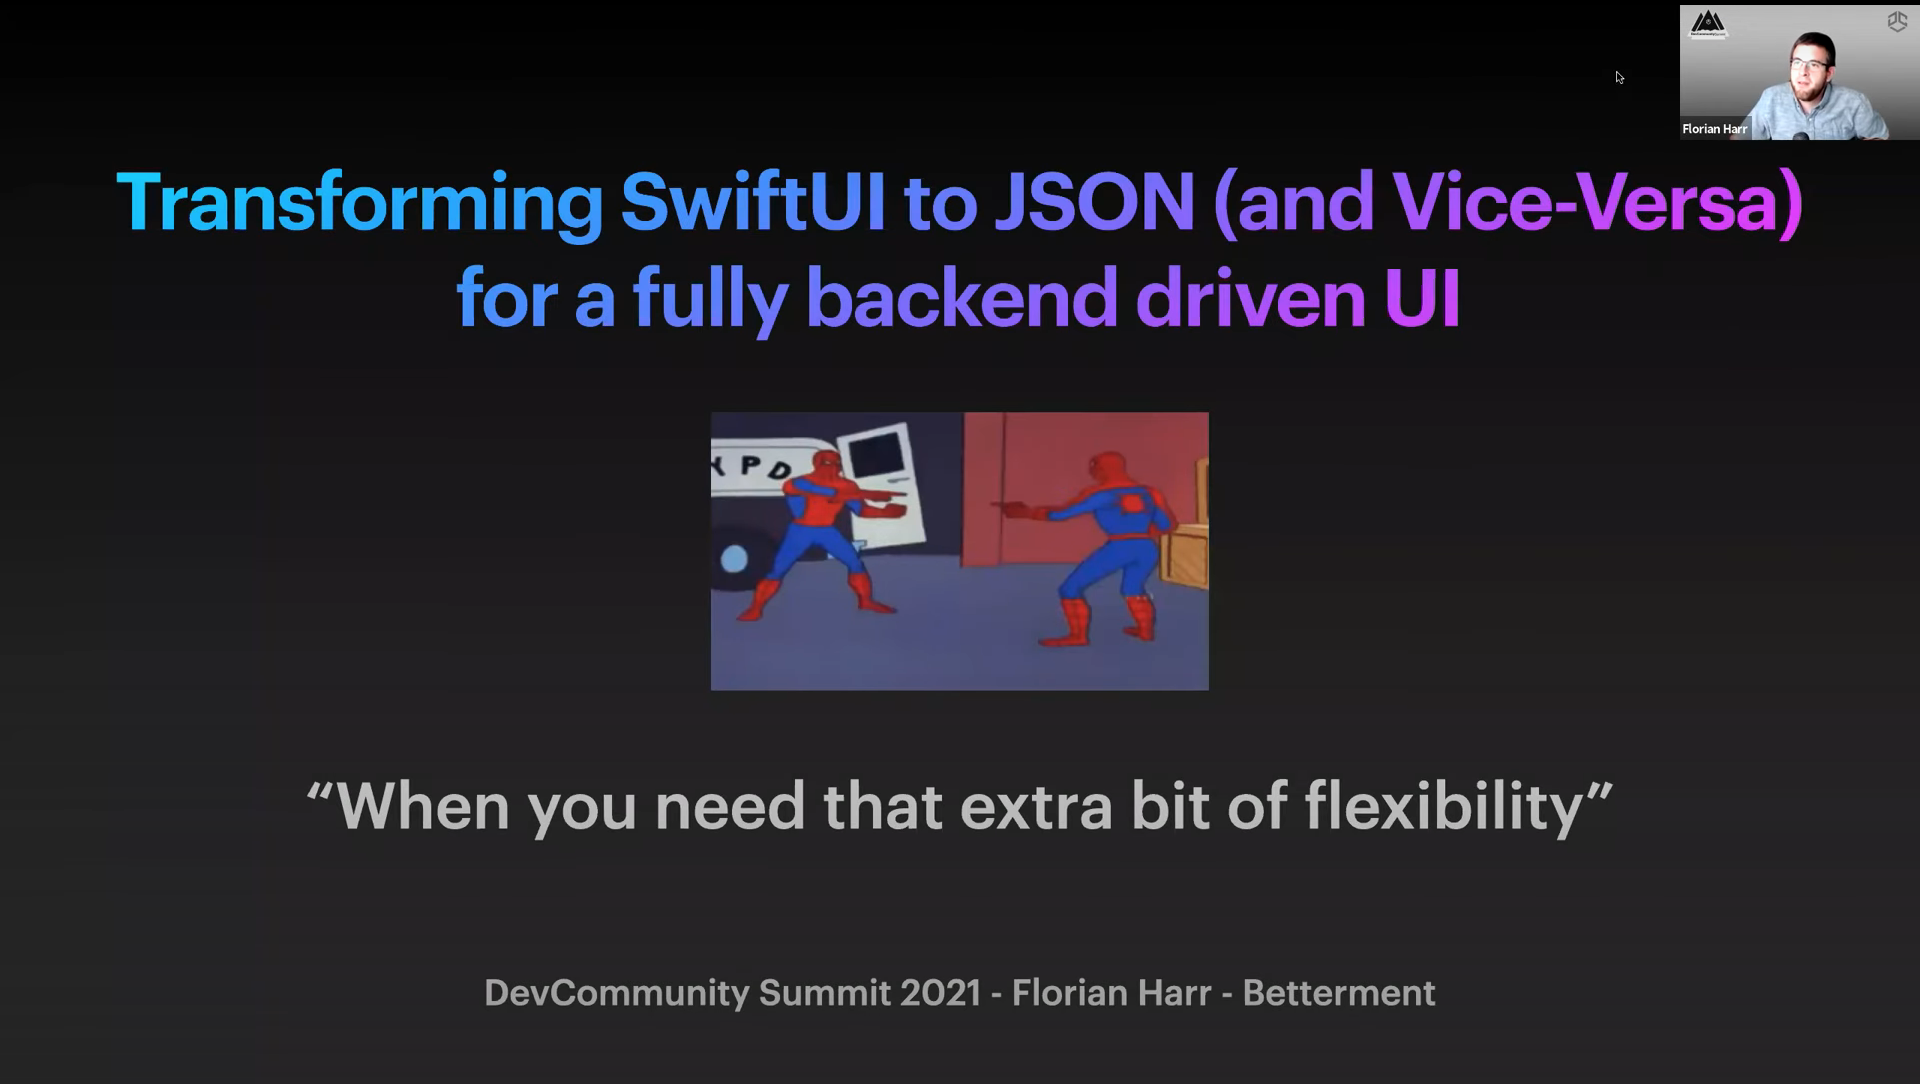 Florian Harr
Transforming SwiftUI to JSON (and Vice-Versa)
for a fully backend driven UI
YPD
“When you need that extra bit of flexibility”
DevCommunity Summit 2021 - Florian Harr - Betterment